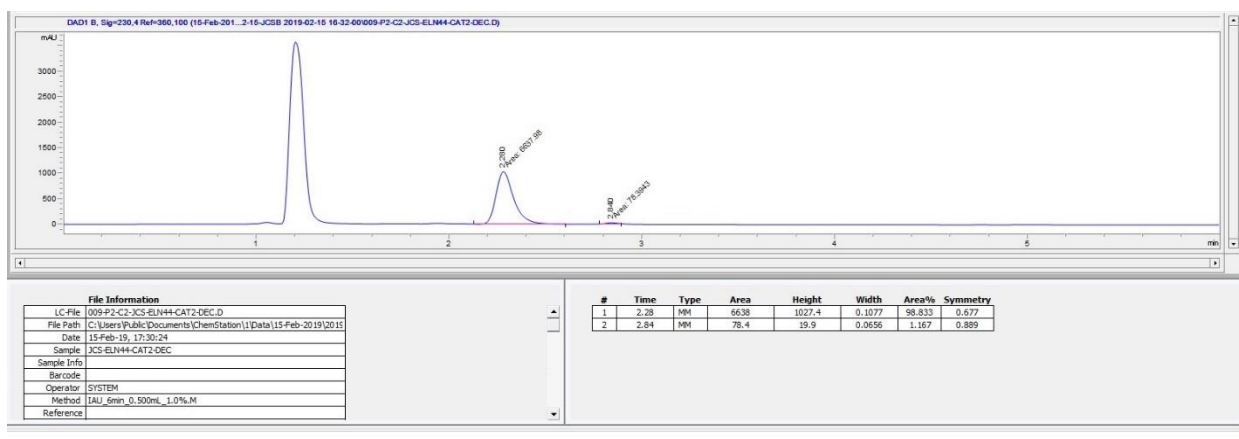 DAD1 B, Sig=230,4 Ref=360,100 (15-Feb-201...2-15-JCSB 2019-02-15 16-32-00\009-P2-C2-JCS-ELN44-CAT2-DEC.D)
mAU
3000
2500
2000
1500
1000
500
0
2.280
Area: 6637.98
2.840
Area: 78.3943
1 2 3 4 5 min
File Information
LC-File 009-P2-C2-JCS-ELN44-CAT2-DEC.D
File Path C:\Users\Public\Documents\ChemStation\1\Data\15-Feb-2019\2019
Date 15-Feb-19, 17:30:24
Sample JCS-ELN44-CAT2-DEC
Sample Info
Barcode
Operator SYSTEM
Method IAU_6min_0.500mL_1.0%.M
Reference
# Time Type Area Height Width Area% Symmetry
1 2.28 MM 6638 1027.4 0.1077 98.833 0.677
2 2.84 MM 78.4 19.9 0.0656 1.167 0.889